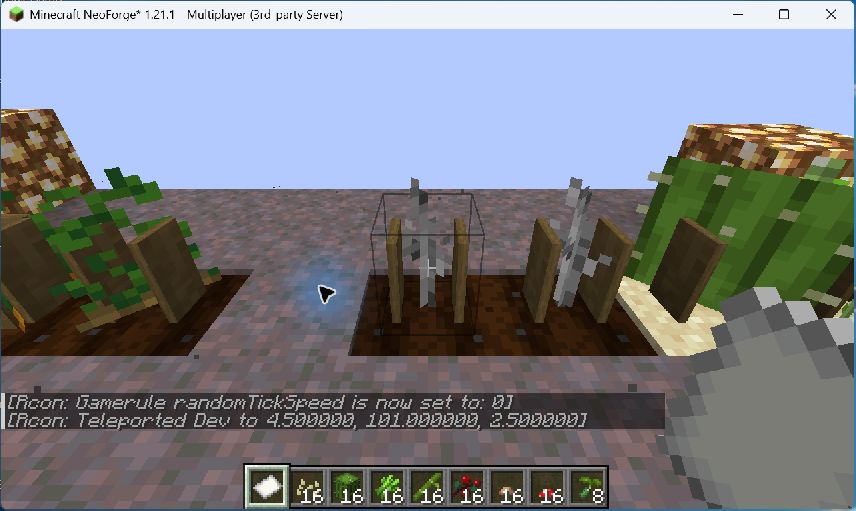 Minecraft NeoForge* 1.21.1 - Multiplayer (3rd-party Server)
[Rcon: Gamerule randomTickSpeed is now set to: 0]
[Rcon: Teleported Dev to 4.500000, 101.000000, 2.500000]
16 16 16 16 16 16 16 8